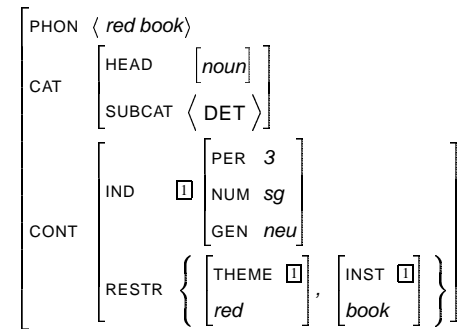 PHON ⟨ red book⟩
HEAD [noun]
CAT
SUBCAT ⟨ DET ⟩
PER 3
IND 1 NUM sg
GEN neu
CONT
RESTR { [THEME 1 red] , [INST 1 book] }